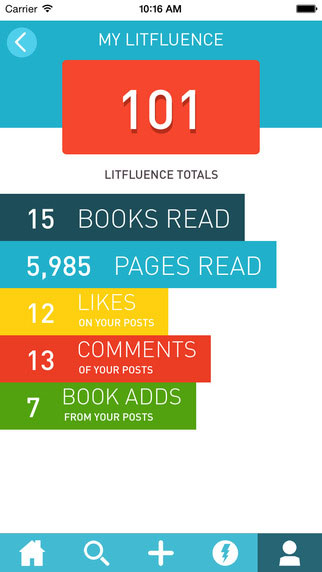 Carrier 10:16 AM
MY LITFLUENCE
101
LITFLUENCE TOTALS
15 BOOKS READ
5,985 PAGES READ
12 LIKES
ON YOUR POSTS
13 COMMENTS
OF YOUR POSTS
7 BOOK ADDS
FROM YOUR POSTS